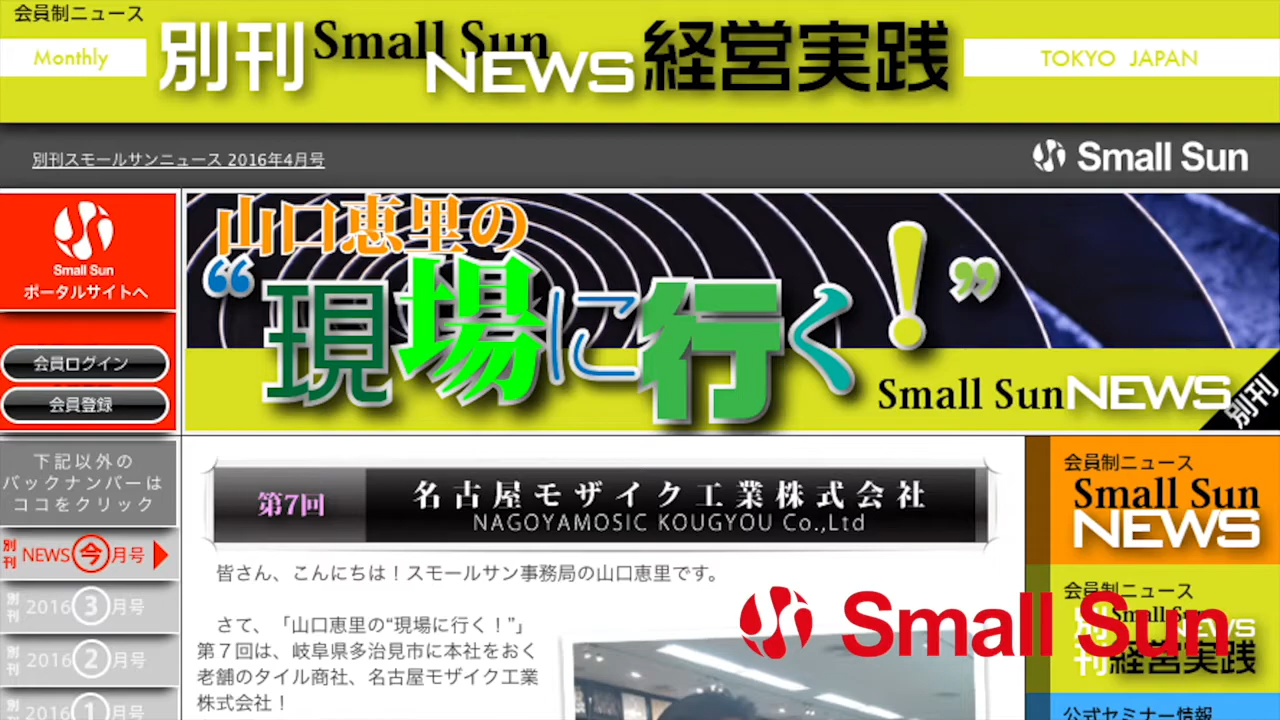 会員制ニュース
Monthly
別刊 Small Sun NEWS 経営実践
TOKYO JAPAN
別刊スモールサンニュース 2016年4月号
Small Sun
Small Sun
ポータルサイトへ
会員ログイン
会員登録
下記以外の
バックナンバーは
ココをクリック
別刊 NEWS 今月号
別刊 2016 3月号
別刊 2016 2月号
別刊 2016 1月号
山口恵里の
“現場に行く!”
Small Sun NEWS
別刊
第7回
名古屋モザイク工業株式会社
NAGOYAMOSIC KOUGYOU Co.,Ltd
皆さん、こんにちは！スモールサン事務局の山口恵里です。
さて、「山口恵里の“現場に行く！”」
第７回は、岐阜県多治見市に本社をおく
老舗のタイル商社、名古屋モザイク工業
株式会社！
会員制ニュース
Small Sun
NEWS
会員制ニュース
別刊 Small Sun NEWS
経営実践
公式セミナー情報
Small Sun